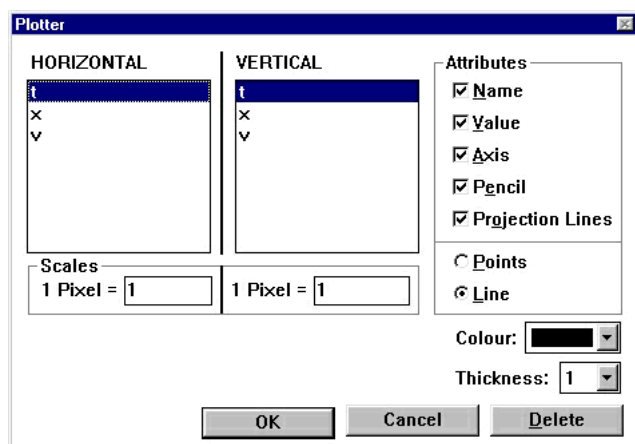 Plotter
HORIZONTAL
t
x
v
VERTICAL
t
x
v
Scales
1 Pixel = 1
1 Pixel = 1
Attributes
Name
Value
Axis
Pencil
Projection Lines
Points
Line
Colour:
Thickness: 1
OK
Cancel
Delete